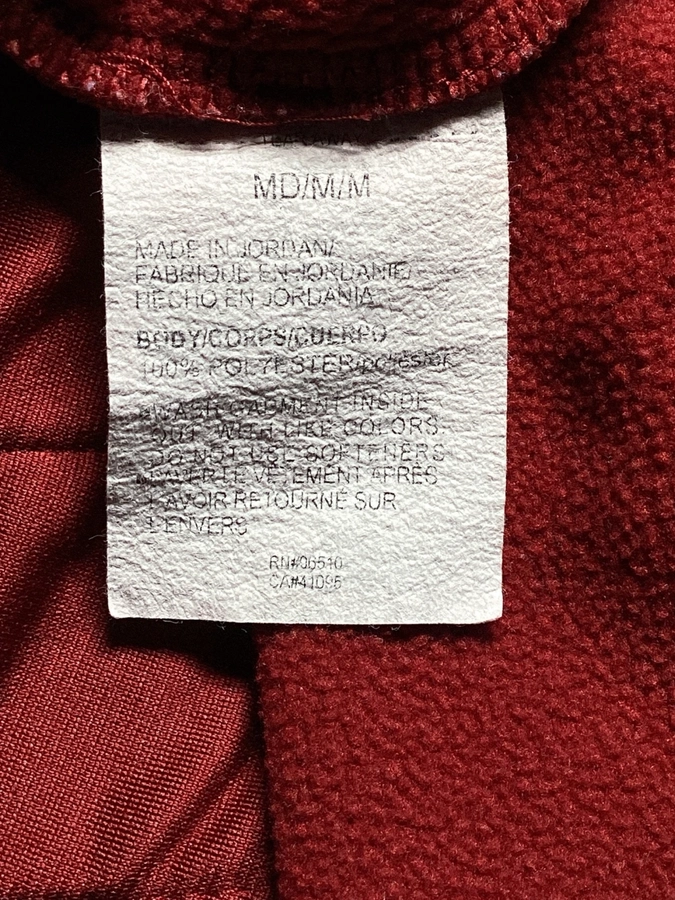 MD/M/M
MADE IN JORDAN/
FABRIQUE EN JORDANIE/
HECHO EN JORDANIA
BODY/CORPS/CUERPO
100% POLYESTER/poliéster
WASH GARMENT INSIDE
OUT WITH LIKE COLORS.
DO NOT USE SOFTENERS
LAVER LE VÊTEMENT APRÈS
L'AVOIR RETOURNÉ SUR
L'ENVERS
RN#06510
CA#41095